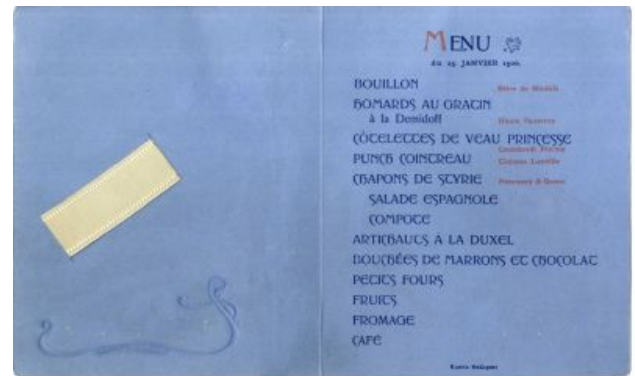 MENU
du 25 JANVIER 1900.
BOUILLON
HOMARDS AU GRATIN
à la Demidoff
CÔTELETTES DE VEAU PRINCESSE
PUNCH COINTREAU
CHAPONS DE STYRIE
SALADE ESPAGNOLE
COMPOTE
ARTICHAUTS À LA DUXEL
BOUCHÉES DE MARRONS ET CHOCOLAT
PETITS FOURS
FRUITS
FROMAGE
CAFÉ